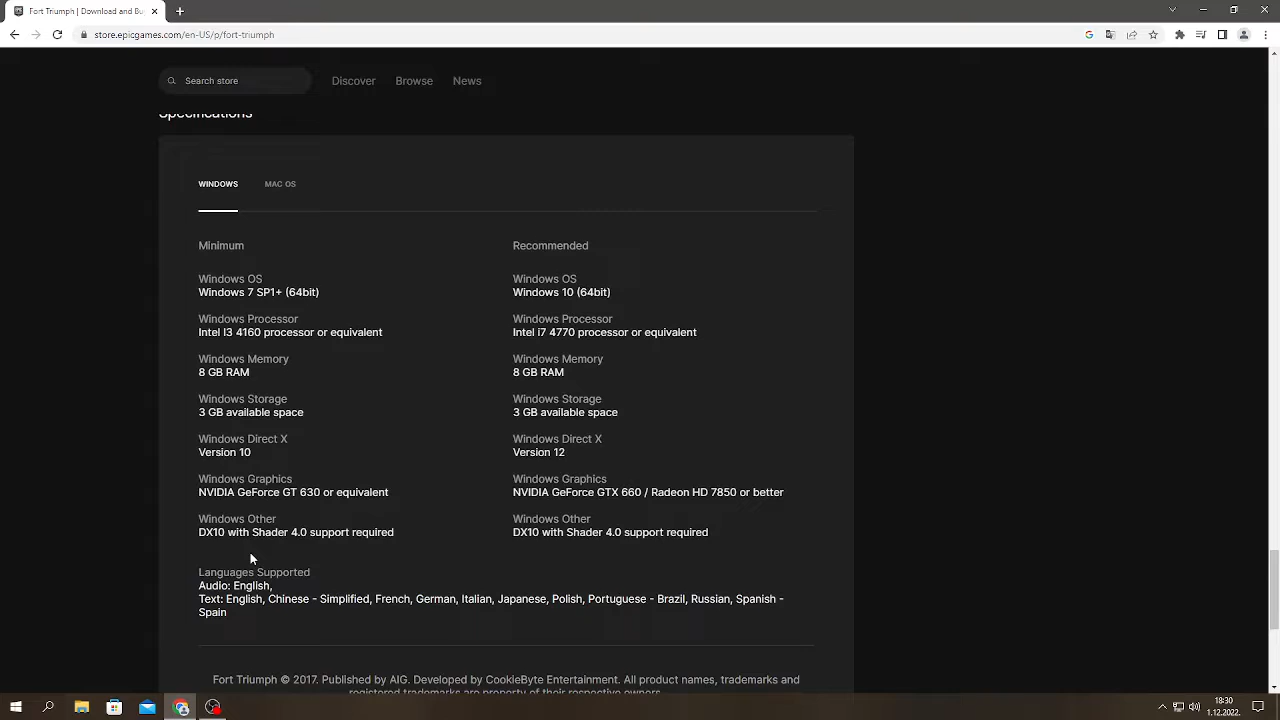 Fort Triumph | Download and Bu
store.epicgames.com/en-US/p/fort-triumph
Search store
Discover
Browse
News
Specifications
WINDOWS
MAC OS
Minimum
Recommended
Windows OS
Windows 7 SP1+ (64bit)
Windows OS
Windows 10 (64bit)
Windows Processor
Intel I3 4160 processor or equivalent
Windows Processor
Intel i7 4770 processor or equivalent
Windows Memory
8 GB RAM
Windows Memory
8 GB RAM
Windows Storage
3 GB available space
Windows Storage
3 GB available space
Windows Direct X
Version 10
Windows Direct X
Version 12
Windows Graphics
NVIDIA GeForce GT 630 or equivalent
Windows Graphics
NVIDIA GeForce GTX 660 / Radeon HD 7850 or better
Windows Other
DX10 with Shader 4.0 support required
Windows Other
DX10 with Shader 4.0 support required
Languages Supported
Audio: English,
Text: English, Chinese - Simplified, French, German, Italian, Japanese, Polish, Portuguese - Brazil, Russian, Spanish -
Spain
Fort Triumph © 2017. Published by AIG. Developed by CookieByte Entertainment. All product names, trademarks and
registered trademarks are property of their respective owners.
18:30
1.12.2022